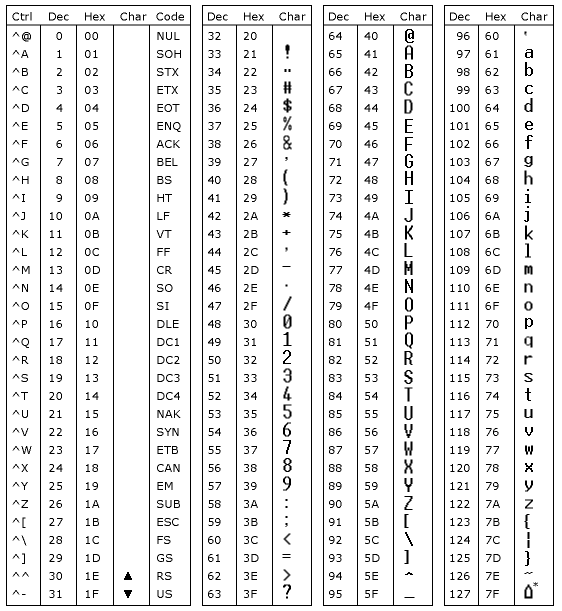 Ctrl Dec Hex Char Code Dec Hex Char Dec Hex Char Dec Hex Char
^@ 0 00 NUL 32 20 64 40 @ 96 60 `
^A 1 01 SOH 33 21 ! 65 41 A 97 61 a
^B 2 02 STX 34 22 " 66 42 B 98 62 b
^C 3 03 ETX 35 23 # 67 43 C 99 63 c
^D 4 04 EOT 36 24 $ 68 44 D 100 64 d
^E 5 05 ENQ 37 25 % 69 45 E 101 65 e
^F 6 06 ACK 38 26 & 70 46 F 102 66 f
^G 7 07 BEL 39 27 ' 71 47 G 103 67 g
^H 8 08 BS 40 28 ( 72 48 H 104 68 h
^I 9 09 HT 41 29 ) 73 49 I 105 69 i
^J 10 0A LF 42 2A * 74 4A J 106 6A j
^K 11 0B VT 43 2B + 75 4B K 107 6B k
^L 12 0C FF 44 2C , 76 4C L 108 6C l
^M 13 0D CR 45 2D - 77 4D M 109 6D m
^N 14 0E SO 46 2E . 78 4E N 110 6E n
^O 15 0F SI 47 2F / 79 4F O 111 6F o
^P 16 10 DLE 48 30 0 80 50 P 112 70 p
^Q 17 11 DC1 49 31 1 81 51 Q 113 71 q
^R 18 12 DC2 50 32 2 82 52 R 114 72 r
^S 19 13 DC3 51 33 3 83 53 S 115 73 s
^T 20 14 DC4 52 34 4 84 54 T 116 74 t
^U 21 15 NAK 53 35 5 85 55 U 117 75 u
^V 22 16 SYN 54 36 6 86 56 V 118 76 v
^W 23 17 ETB 55 37 7 87 57 W 119 77 w
^X 24 18 CAN 56 38 8 88 58 X 120 78 x
^Y 25 19 EM 57 39 9 89 59 Y 121 79 y
^Z 26 1A SUB 58 3A : 90 5A Z 122 7A z
^[ 27 1B ESC 59 3B ; 91 5B [ 123 7B {
^\ 28 1C FS 60 3C < 92 5C \ 124 7C ¦
^] 29 1D GS 61 3D = 93 5D ] 125 7D }
^^ 30 1E ▲ RS 62 3E > 94 5E ^ 126 7E ~
^- 31 1F ▼ US 63 3F ? 95 5F _ 127 7F ⌂*